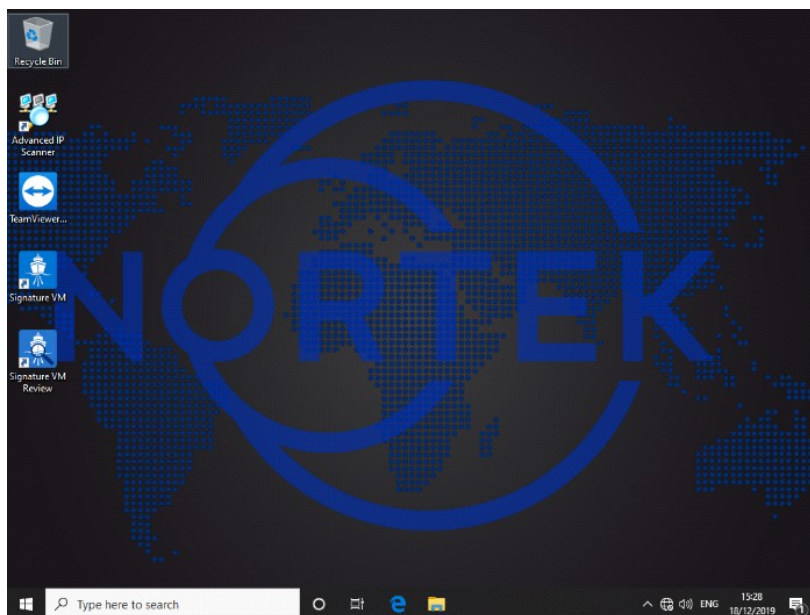 Recycle Bin
Advanced IP
Scanner
TeamViewer...
Signature VM
Signature VM
Review
NORTEK
Type here to search
ENG
15:28
18/12/2019